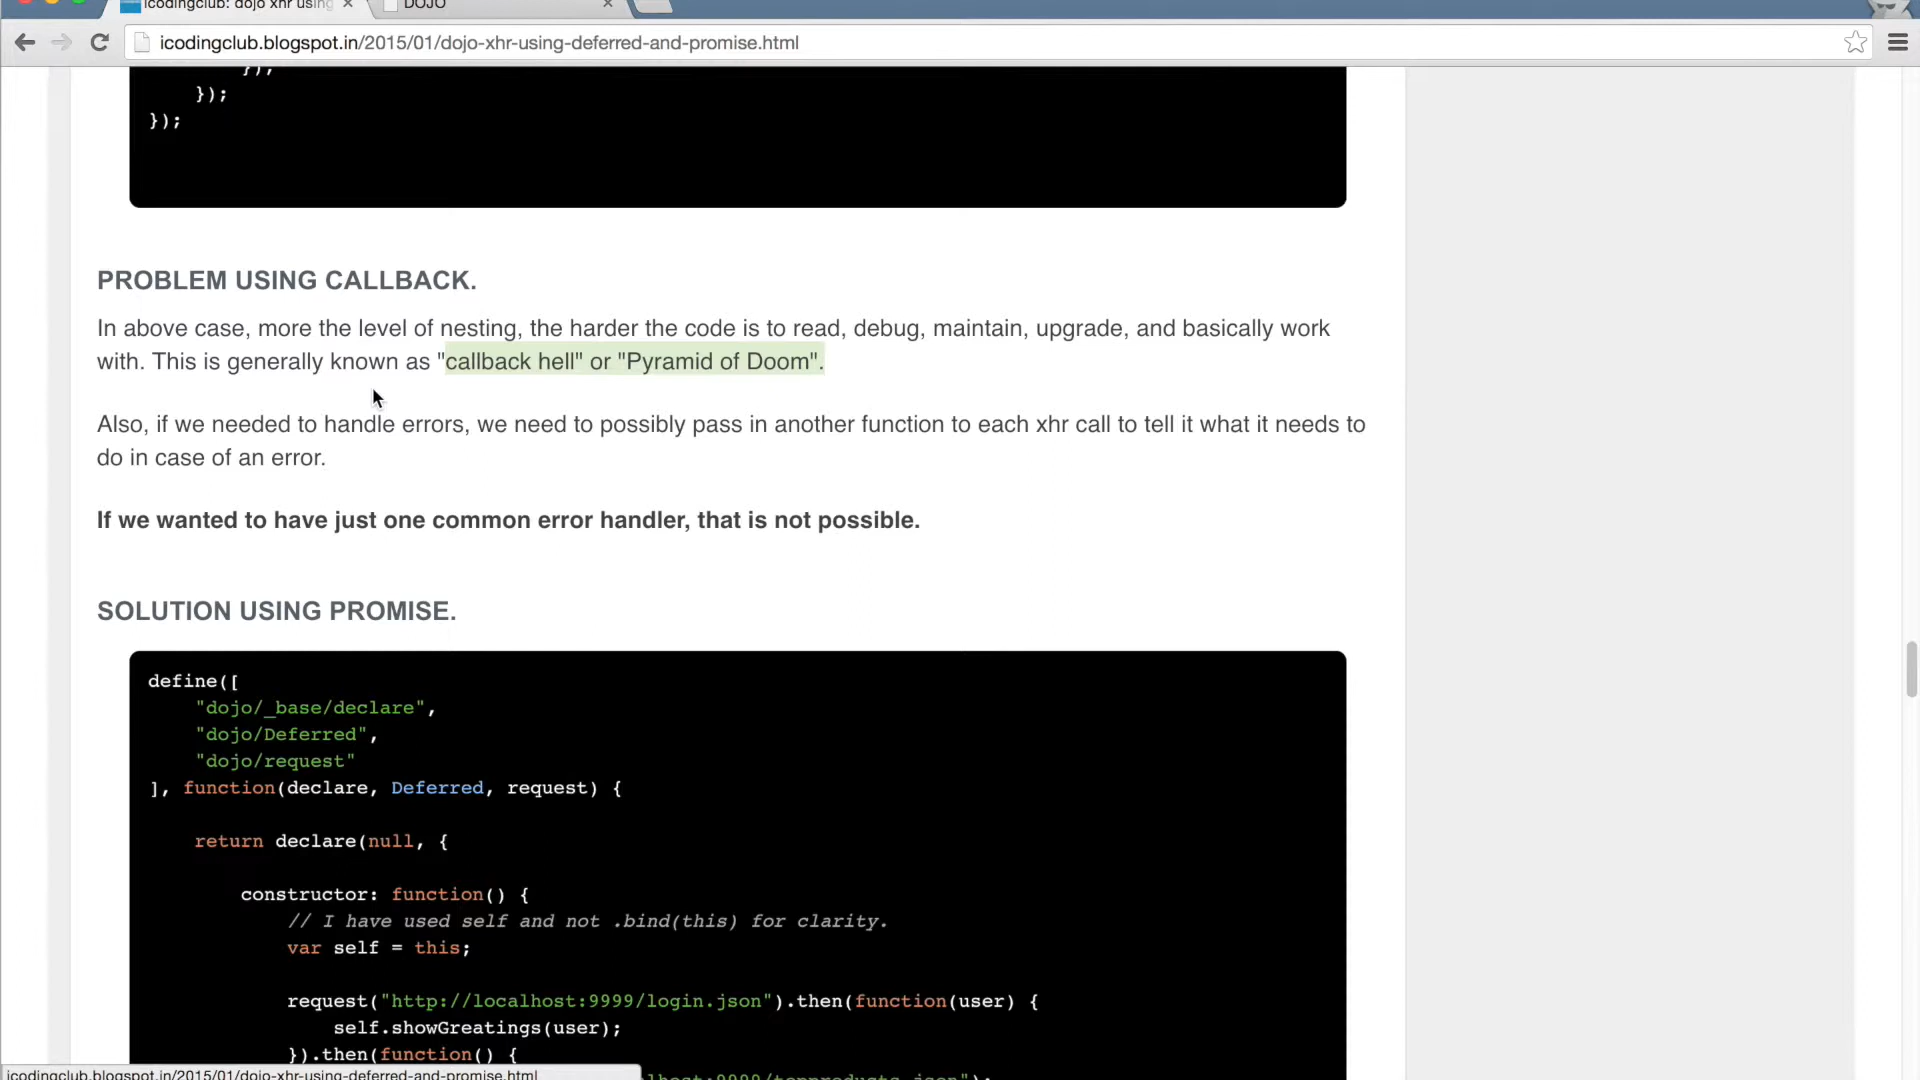 icodingclub: dojo xhr using
DOJO
icodingclub.blogspot.in/2015/01/dojo-xhr-using-deferred-and-promise.html
});
});
});
PROBLEM USING CALLBACK.
In above case, more the level of nesting, the harder the code is to read, debug, maintain, upgrade, and basically work
with. This is generally known as "callback hell" or "Pyramid of Doom".
Also, if we needed to handle errors, we need to possibly pass in another function to each xhr call to tell it what it needs to
do in case of an error.
If we wanted to have just one common error handler, that is not possible.
SOLUTION USING PROMISE.
define([
"dojo/_base/declare",
"dojo/Deferred",
"dojo/request"
], function(declare, Deferred, request) {
return declare(null, {
constructor: function() {
// I have used self and not .bind(this) for clarity.
var self = this;
request("http://localhost:9999/login.json").then(function(user) {
self.showGreatings(user);
}).then(function() {
lhost:9999/topproducts.json");
icodingclub.blogspot.in/2015/01/dojo-xhr-using-deferred-and-promise.html